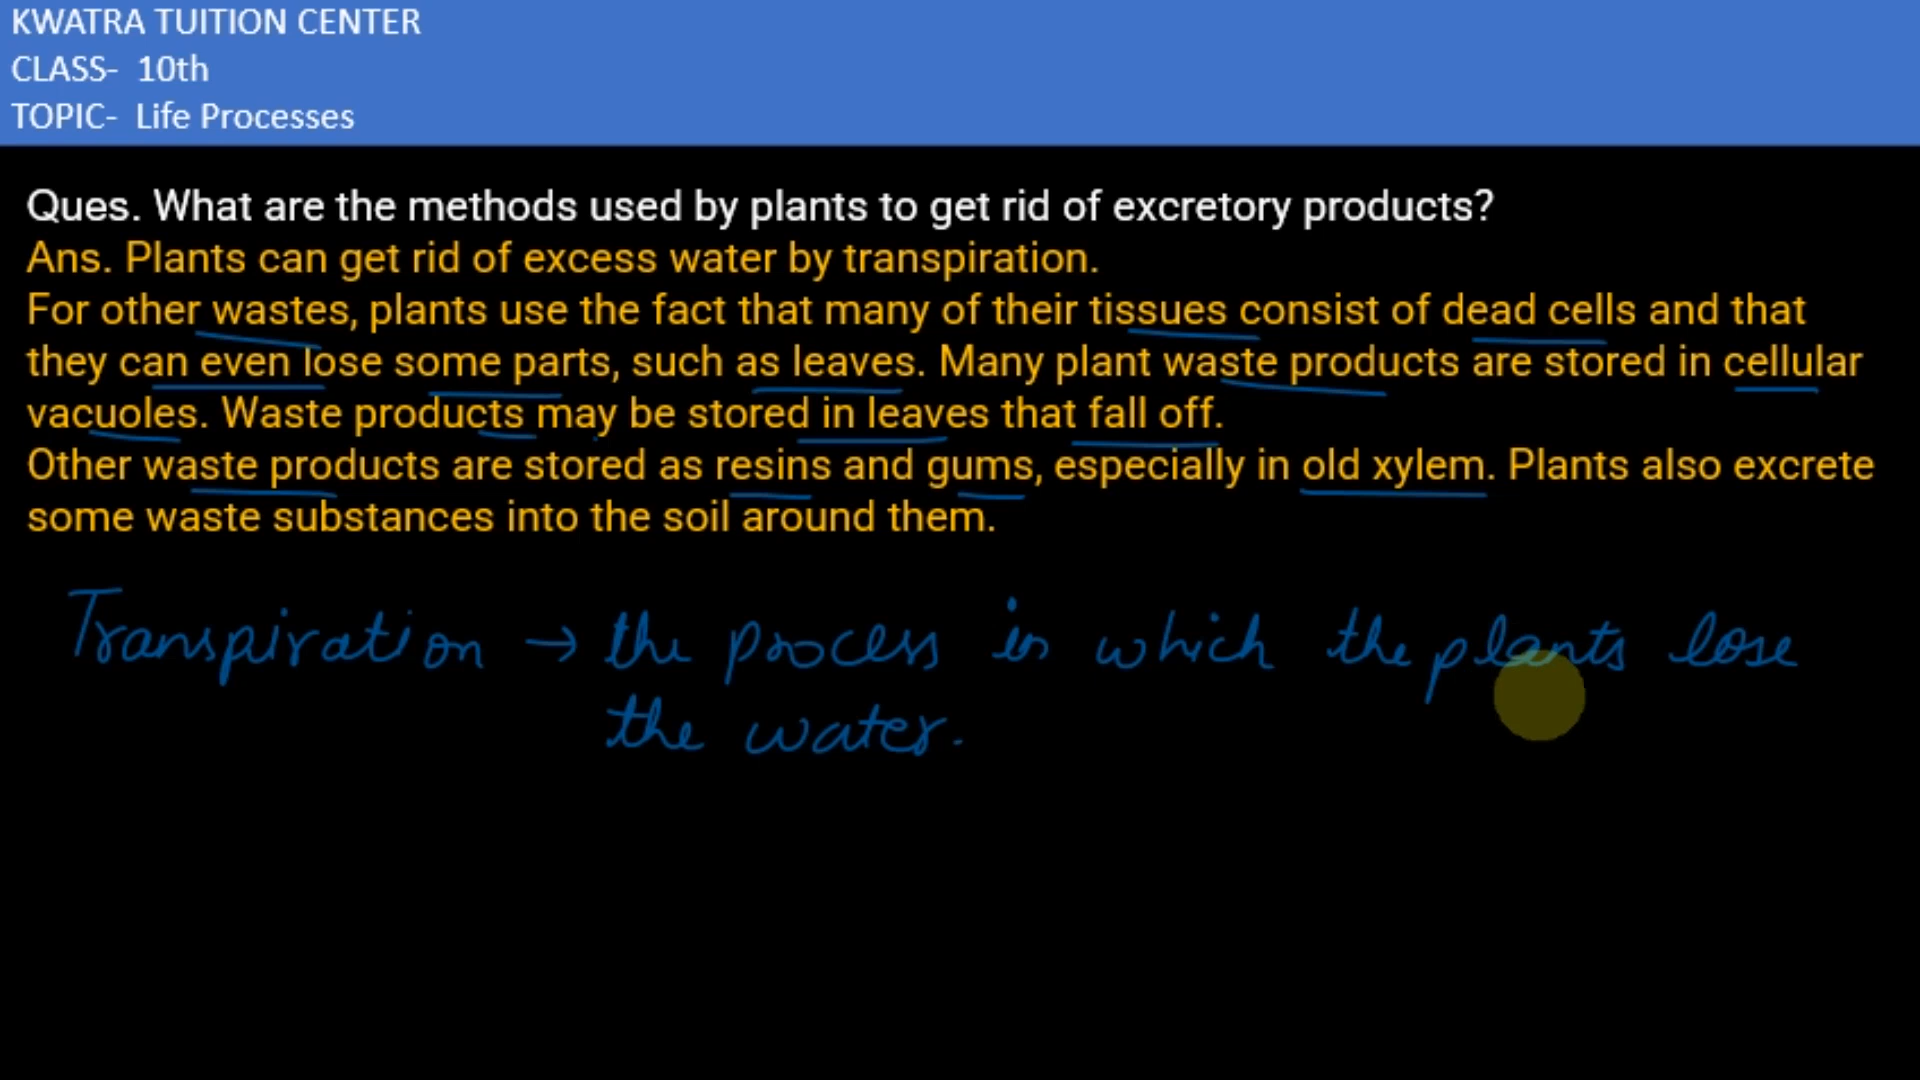 KWATRA TUITION CENTER
CLASS- 10th
TOPIC- Life Processes
Ques. What are the methods used by plants to get rid of excretory products?
Ans. Plants can get rid of excess water by transpiration.
For other wastes, plants use the fact that many of their tissues consist of dead cells and that
they can even lose some parts, such as leaves. Many plant waste products are stored in cellular
vacuoles. Waste products may be stored in leaves that fall off.
Other waste products are stored as resins and gums, especially in old xylem. Plants also excrete
some waste substances into the soil around them.
Transpiration → the process in which the plants lose
the water.